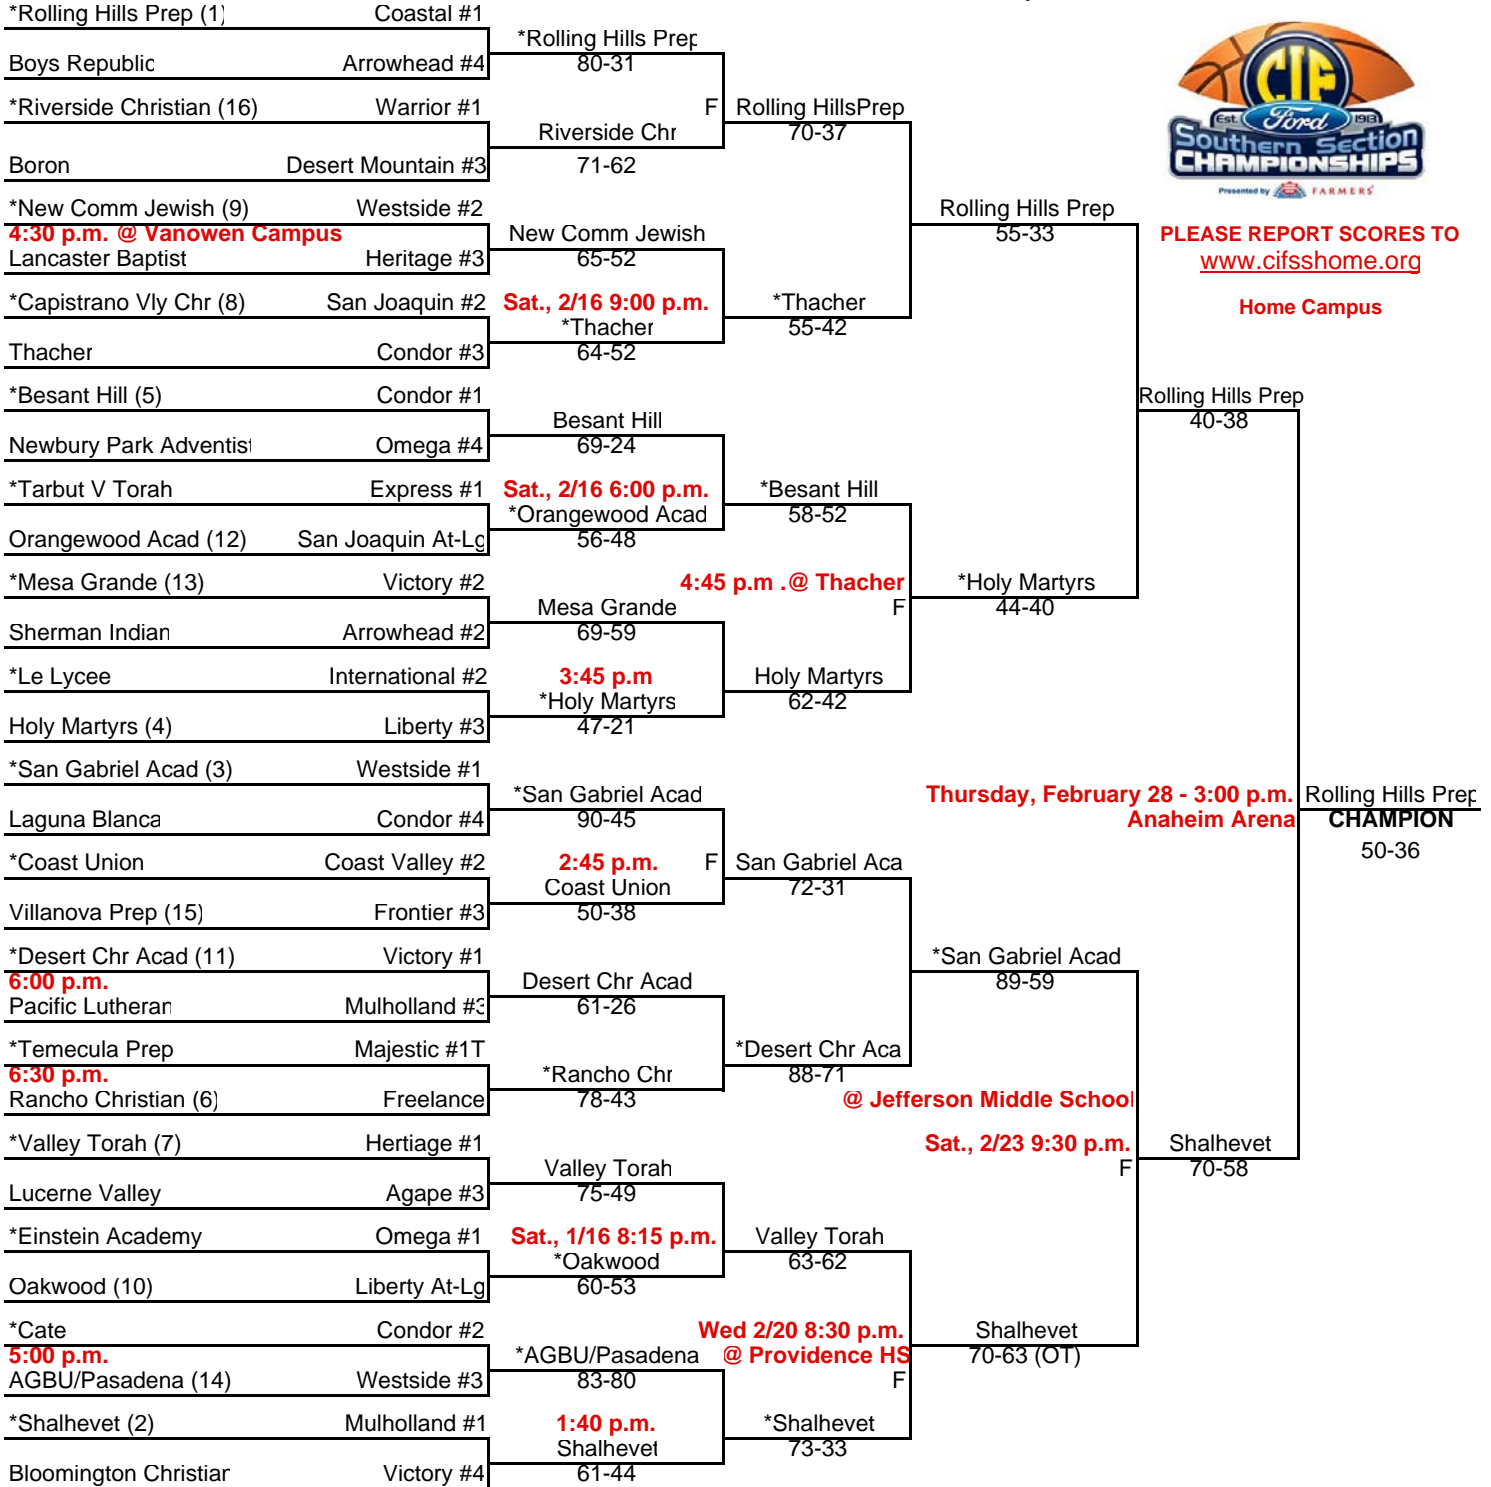 *Rolling Hills Prep (1) Coastal #1
*Rolling Hills Prep
Boys Republic Arrowhead #4 80-31
*Riverside Christian (16) Warrior #1 F Rolling HillsPrep
Riverside Chr 70-37
Boron Desert Mountain #3 71-62
*New Comm Jewish (9) Westside #2 Rolling Hills Prep
4:30 p.m. @ Vanowen Campus New Comm Jewish 55-33
Lancaster Baptist Heritage #3 65-52
*Capistrano Vly Chr (8) San Joaquin #2 Sat., 2/16 9:00 p.m. *Thacher
*Thacher 55-42
Thacher Condor #3 64-52
*Besant Hill (5) Condor #1 Rolling Hills Prep
Besant Hill 40-38
Newbury Park Adventist Omega #4 69-24
*Tarbut V Torah Express #1 Sat., 2/16 6:00 p.m. *Besant Hill
*Orangewood Acad 58-52
Orangewood Acad (12) San Joaquin At-Lg 56-48
*Mesa Grande (13) Victory #2 4:45 p.m .@ Thacher *Holy Martyrs
Mesa Grande F 44-40
Sherman Indian Arrowhead #2 69-59
*Le Lycee International #2 3:45 p.m Holy Martyrs
*Holy Martyrs 62-42
Holy Martyrs (4) Liberty #3 47-21
*San Gabriel Acad (3) Westside #1
*San Gabriel Acad Thursday, February 28 - 3:00 p.m. Rolling Hills Prep
Laguna Blanca Condor #4 90-45 Anaheim Arena CHAMPION
50-36
*Coast Union Coast Valley #2 2:45 p.m. F San Gabriel Aca
Coast Union 72-31
Villanova Prep (15) Frontier #3 50-38
*Desert Chr Acad (11) Victory #1 *San Gabriel Acad
6:00 p.m. Desert Chr Acad 89-59
Pacific Lutheran Mulholland #3 61-26
*Temecula Prep Majestic #1T *Desert Chr Aca
6:30 p.m. *Rancho Chr 88-71
Rancho Christian (6) Freelance 78-43 @ Jefferson Middle School
*Valley Torah (7) Hertiage #1 Sat., 2/23 9:30 p.m. Shalhevet
Valley Torah F 70-58
Lucerne Valley Agape #3 75-49
*Einstein Academy Omega #1 Sat., 1/16 8:15 p.m. Valley Torah
*Oakwood 63-62
Oakwood (10) Liberty At-Lg 60-53
*Cate Condor #2 Wed 2/20 8:30 p.m. Shalhevet
5:00 p.m. *AGBU/Pasadena @ Providence HS 70-63 (OT)
AGBU/Pasadena (14) Westside #3 83-80 F
*Shalhevet (2) Mulholland #1 1:40 p.m. *Shalhevet
Shalhevet 73-33
Bloomington Christian Victory #4 61-44
CIF
Est. Ford 1913
Southern Section
CHAMPIONSHIPS
Presented by FARMERS
PLEASE REPORT SCORES TO
www.cifsshome.org
Home Campus